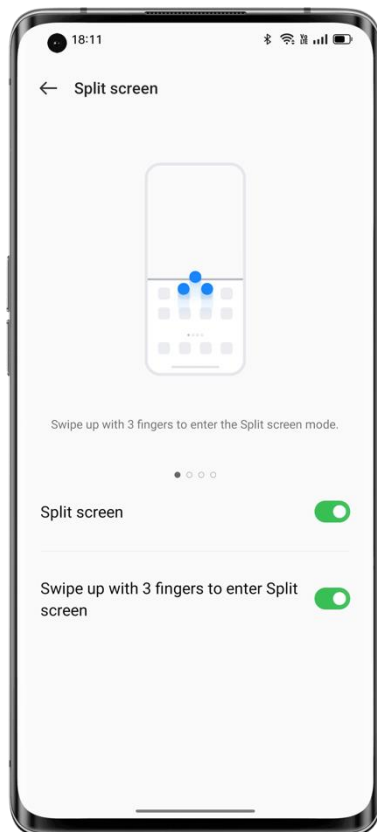 18:11
Split screen
Swipe up with 3 fingers to enter the Split screen mode.
Split screen
Swipe up with 3 fingers to enter Split
screen